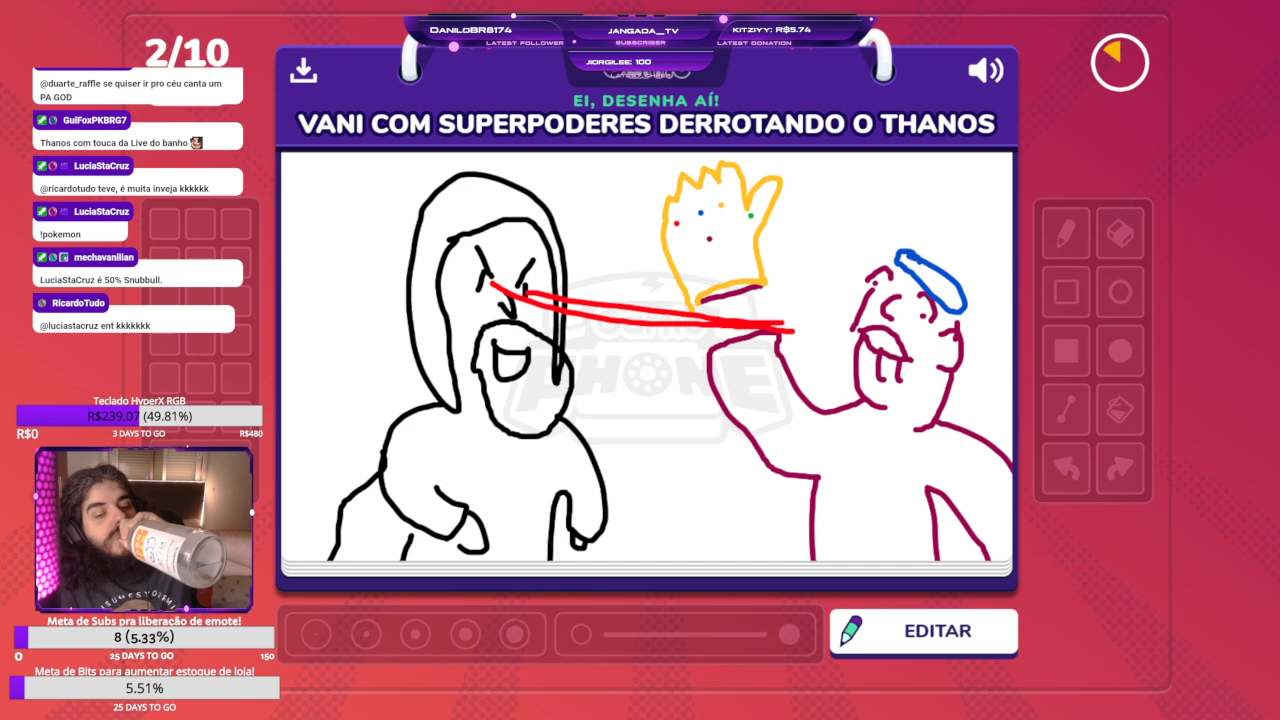 DANILOBR8174
LATEST FOLLOWER
JANGADA_TV
SUBSCRIBER
KITZIYY: R$5.74
LATEST DONATION
JIORGILEE: 100
2/10
EI, DESENHA AÍ!
VANI COM SUPERPODERES DERROTANDO O THANOS
@duarte_raffle se quiser ir pro céu canta um
PA GOD
GuiFoxPKBRG7
Thanos com touca da Live do banho
LuciaStaCruz
@ricardotudo teve, é muita inveja kkkkkk
LuciaStaCruz
!pokemon
mechavanilian
LuciaStaCruz é 50% Snubbull.
RicardoTudo
@luciastacruz ent kkkkkkk
PHONE
Teclado HyperX RGB
R$239.07 (49.81%)
R$0
3 DAYS TO GO
R$480
Meta de Subs pra liberação de emote!
8 (5.33%)
0
25 DAYS TO GO
150
Meta de Bits para aumentar estoque de loja!
5.51%
25 DAYS TO GO
EDITAR